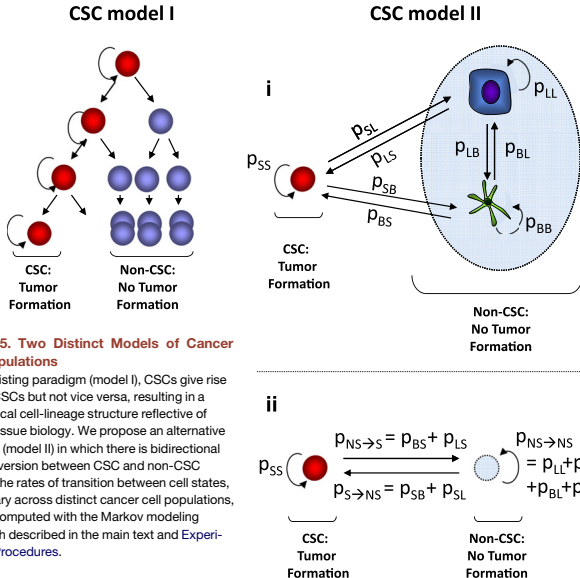 CSC model I
CSC:
Tumor
Formation
Non-CSC:
No Tumor
Formation
5. Two Distinct Models of Cancer
pulations
isting paradigm (model I), CSCs give rise
CSCs but not vice versa, resulting in a
cal cell-lineage structure reflective of
issue biology. We propose an alternative
(model II) in which there is bidirectional
version between CSC and non-CSC
he rates of transition between cell states,
ary across distinct cancer cell populations,
omputed with the Markov modeling
h described in the main text and Experi-
Procedures.
CSC model II
i
pSS
pSL
pLS
pSB
pBS
pLL
pLB
pBL
pBB
CSC:
Tumor
Formation
Non-CSC:
No Tumor
Formation
ii
pSS
pNS→S = pBS + pLS
pS→NS = pSB + pSL
pNS→NS
= pLL+p
+pBL+p
CSC:
Tumor
Formation
Non-CSC:
No Tumor
Formation